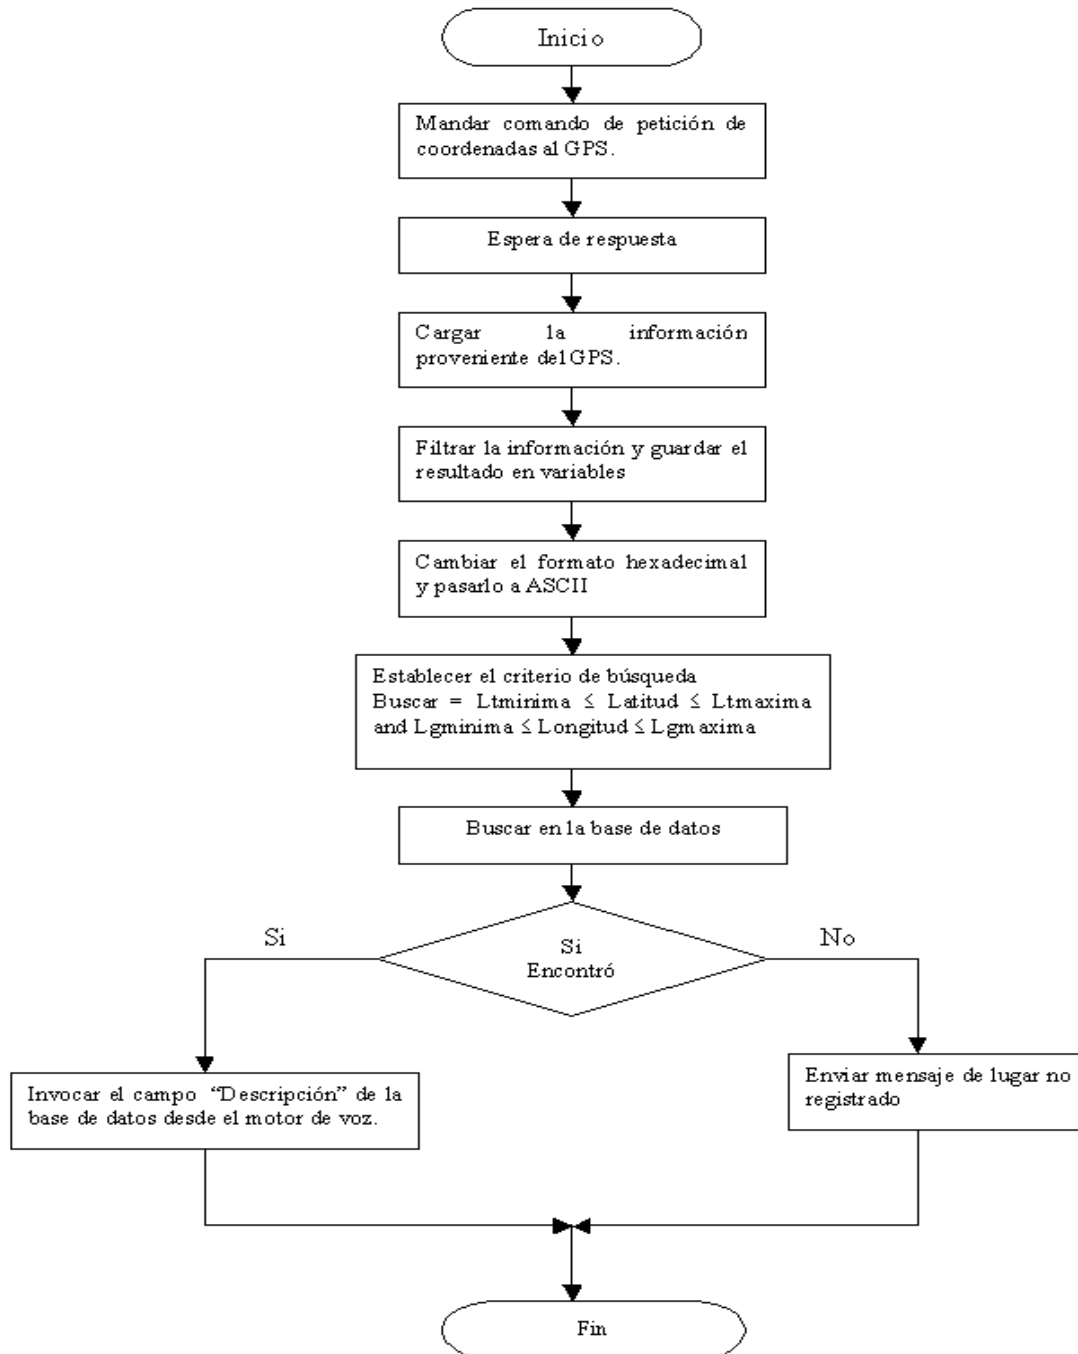 Inicio
Mandar comando de petición de
coordenadas al GPS.
Espera de respuesta
Cargar la información
proveniente del GPS.
Filtrar la información y guardar el
resultado en variables
Cambiar el formato hexadecimal
y pasarlo a ASCII
Establecer el criterio de búsqueda
Buscar = Ltminima ≤ Latitud ≤ Ltmaxima
and Lgminima ≤ Longitud ≤ Lgmaxima
Buscar en la base de datos
Si
No
Si
Encontró
Invocar el campo “Descripción” de la
base de datos desde el motor de voz.
Enviar mensaje de lugar no
registrado
Fin